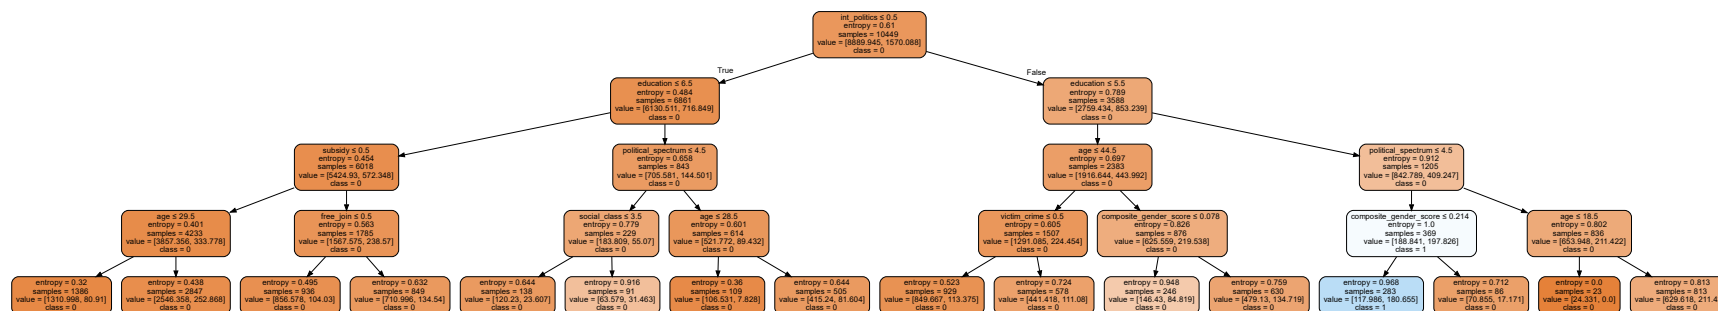 int_politics ≤ 0.5
entropy = 0.61
samples = 10449
value = [8889.945, 1570.088]
class = 0
True
False
education ≤ 6.5
entropy = 0.484
samples = 6861
value = [6130.511, 716.849]
class = 0
education ≤ 5.5
entropy = 0.789
samples = 3588
value = [2759.434, 853.239]
class = 0
subsidy ≤ 0.5
entropy = 0.454
samples = 6018
value = [5424.93, 572.348]
class = 0
political_spectrum ≤ 4.5
entropy = 0.658
samples = 843
value = [705.581, 144.501]
class = 0
age ≤ 44.5
entropy = 0.697
samples = 2383
value = [1916.644, 443.992]
class = 0
political_spectrum ≤ 4.5
entropy = 0.912
samples = 1205
value = [842.789, 409.247]
class = 0
age ≤ 29.5
entropy = 0.401
samples = 4233
value = [3857.356, 333.778]
class = 0
free_join ≤ 0.5
entropy = 0.563
samples = 1785
value = [1567.575, 238.57]
class = 0
social_class ≤ 3.5
entropy = 0.779
samples = 229
value = [183.809, 55.07]
class = 0
age ≤ 28.5
entropy = 0.601
samples = 614
value = [521.772, 89.432]
class = 0
victim_crime ≤ 0.5
entropy = 0.605
samples = 1507
value = [1291.085, 224.454]
class = 0
composite_gender_score ≤ 0.078
entropy = 0.826
samples = 876
value = [625.559, 219.538]
class = 0
composite_gender_score ≤ 0.214
entropy = 1.0
samples = 369
value = [188.841, 197.826]
class = 1
age ≤ 18.5
entropy = 0.802
samples = 836
value = [653.948, 211.422]
class = 0
entropy = 0.32
samples = 1386
value = [1310.998, 80.91]
class = 0
entropy = 0.438
samples = 2847
value = [2546.358, 252.868]
class = 0
entropy = 0.495
samples = 936
value = [856.578, 104.03]
class = 0
entropy = 0.632
samples = 849
value = [710.996, 134.54]
class = 0
entropy = 0.644
samples = 138
value = [120.23, 23.607]
class = 0
entropy = 0.916
samples = 91
value = [63.579, 31.463]
class = 0
entropy = 0.36
samples = 109
value = [106.531, 7.828]
class = 0
entropy = 0.644
samples = 505
value = [415.24, 81.604]
class = 0
entropy = 0.523
samples = 929
value = [849.667, 113.375]
class = 0
entropy = 0.724
samples = 578
value = [441.418, 111.08]
class = 0
entropy = 0.948
samples = 246
value = [146.43, 84.819]
class = 0
entropy = 0.759
samples = 630
value = [479.13, 134.719]
class = 0
entropy = 0.968
samples = 283
value = [117.986, 180.655]
class = 1
entropy = 0.712
samples = 86
value = [70.855, 17.171]
class = 0
entropy = 0.0
samples = 23
value = [24.331, 0.0]
class = 0
entropy = 0.813
samples = 813
value = [629.618, 211.4
class = 0